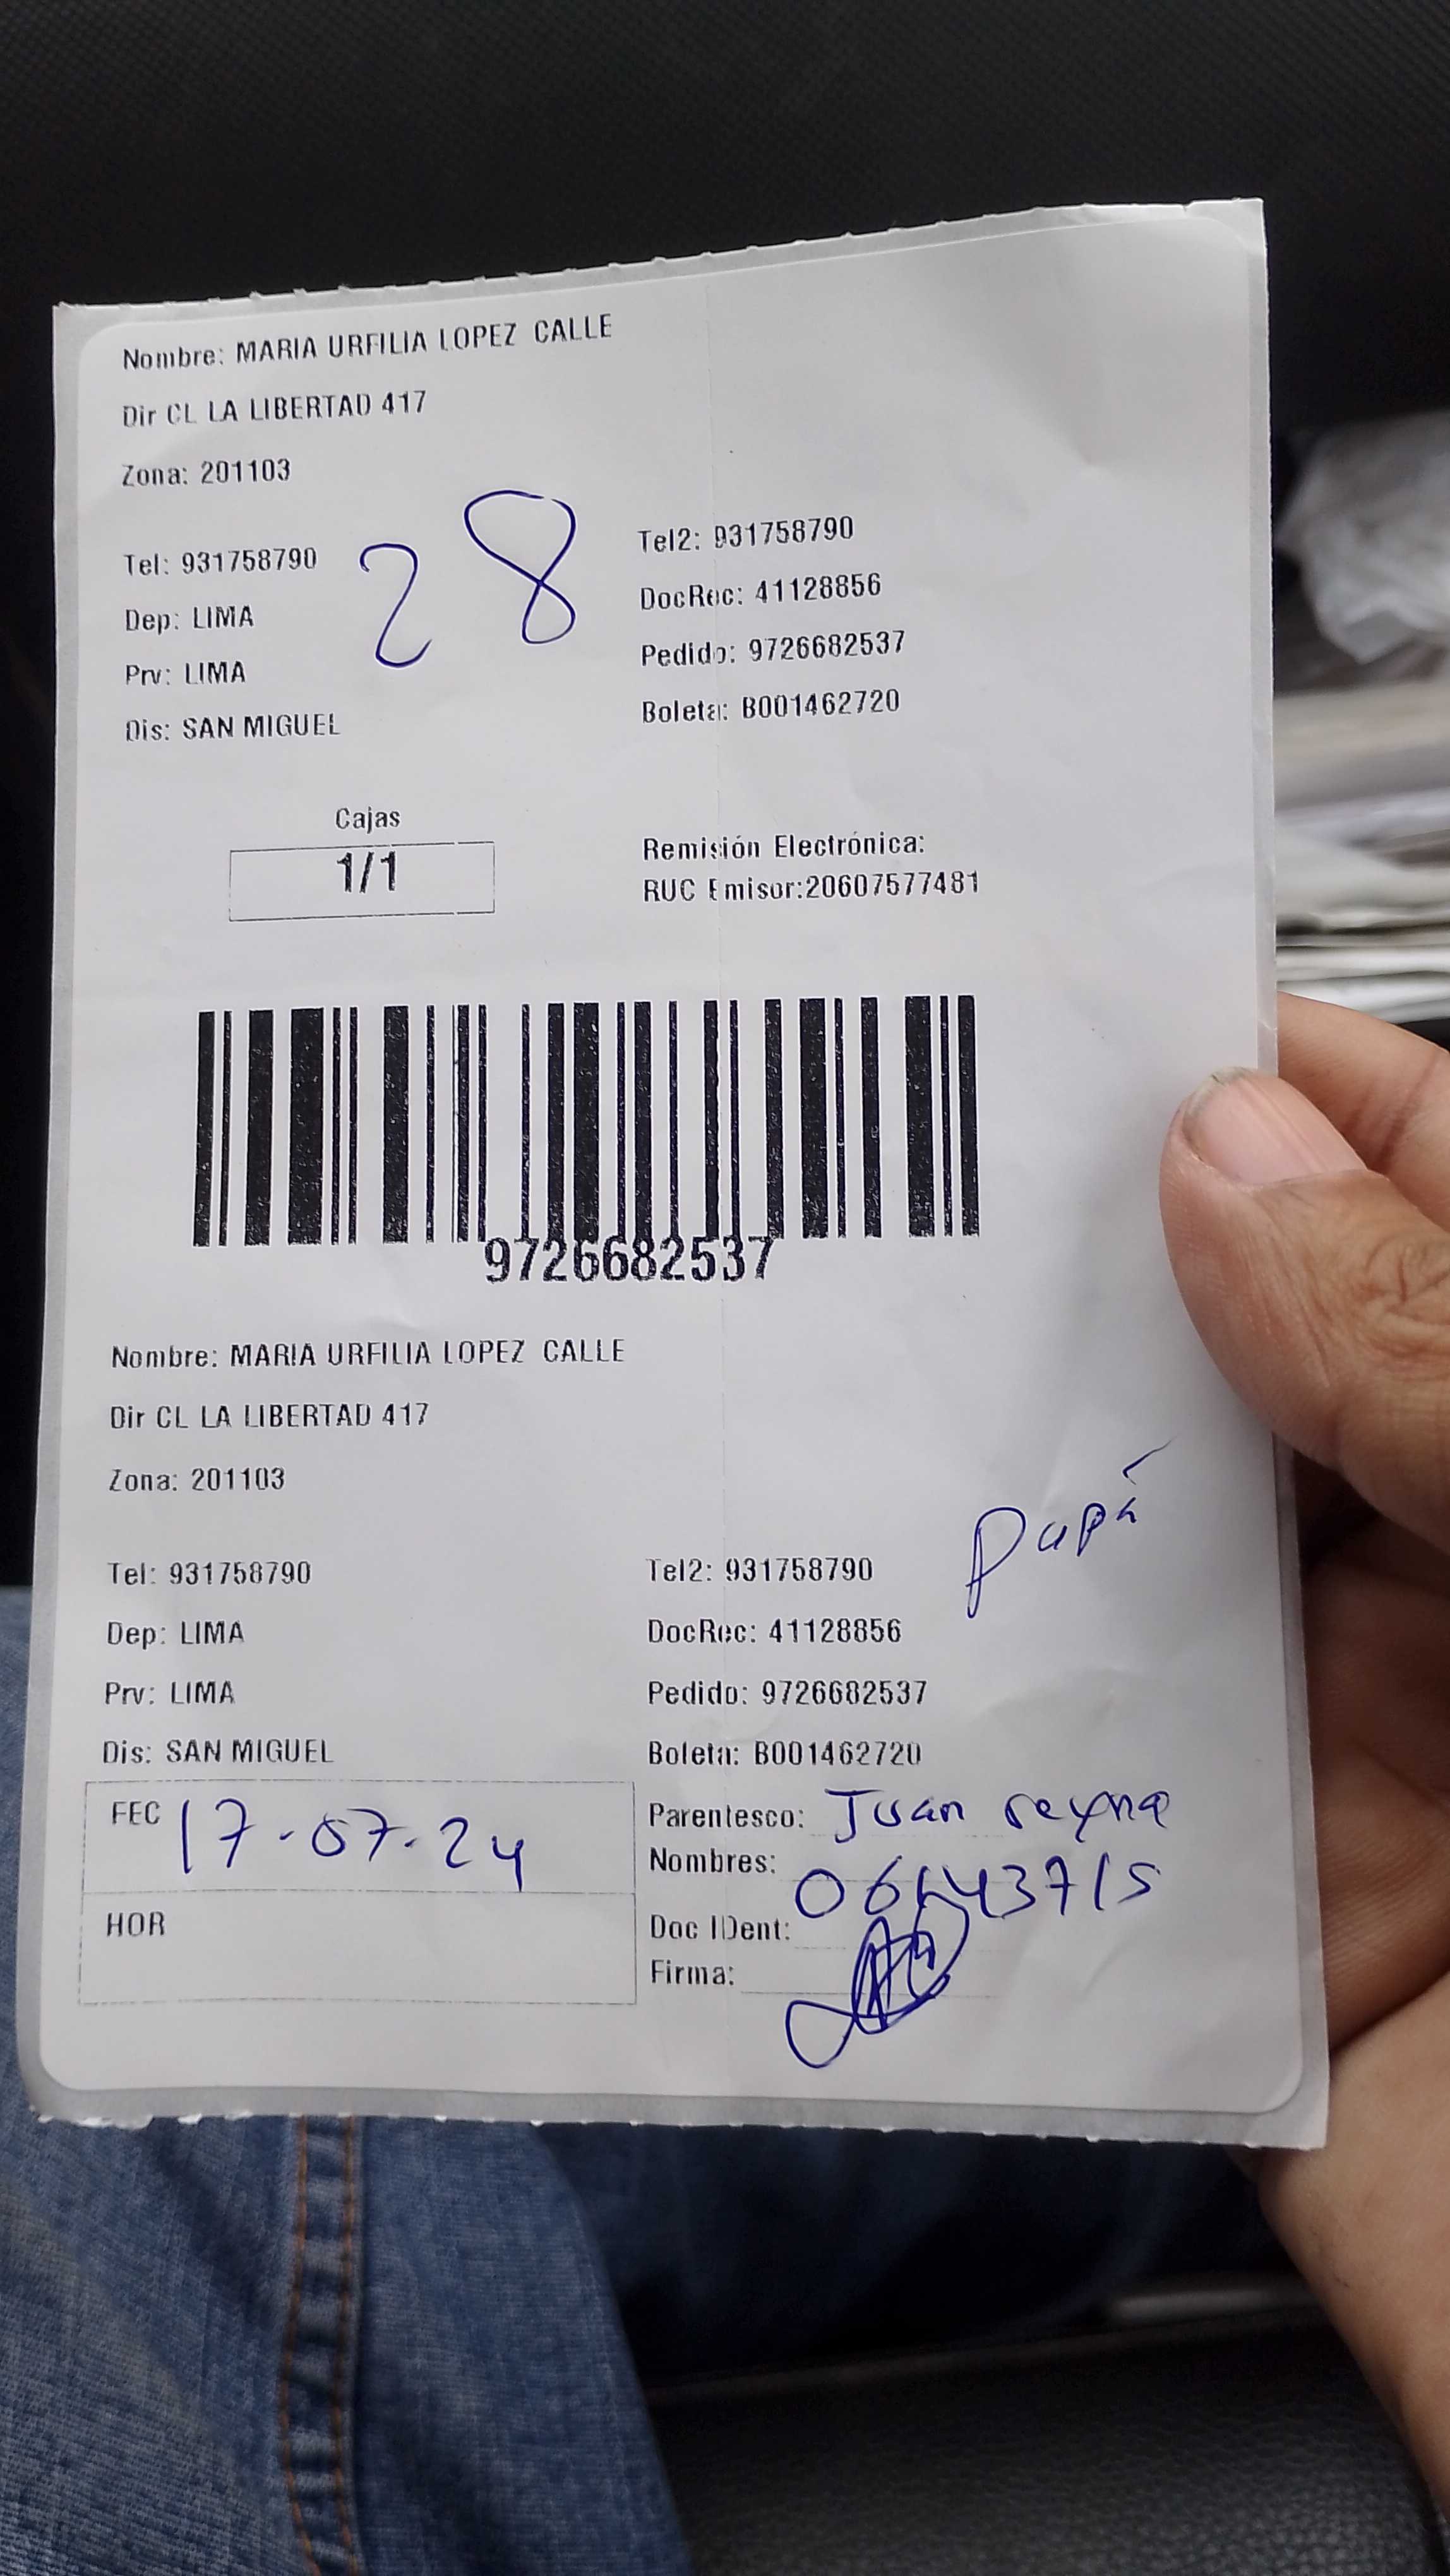 Nombre: MARIA URFILIA LOPEZ CALLE
Dir CL LA LIBERTAD 417
Zona: 201103
28
Tel: 931758790
Tel2: 931758790
Dep: LIMA
DocRec: 41128856
Prv: LIMA
Pedido: 9726682537
Dis: SAN MIGUEL
Boleta: B001462720
Cajas
1/1
Remisión Electrónica:
RUC Emisor:20607577481
9726682537
Nombre: MARIA URFILIA LOPEZ CALLE
Dir CL LA LIBERTAD 417
Zona: 201103
Papá
Tel: 931758790
Tel2: 931758790
Dep: LIMA
DocRec: 41128856
Prv: LIMA
Pedido: 9726682537
Dis: SAN MIGUEL
Boleta: B001462720
FEC 17-07-24
Parentesco: Juan reyna
Nombres:
HOR
Doc IDent:
Firma: